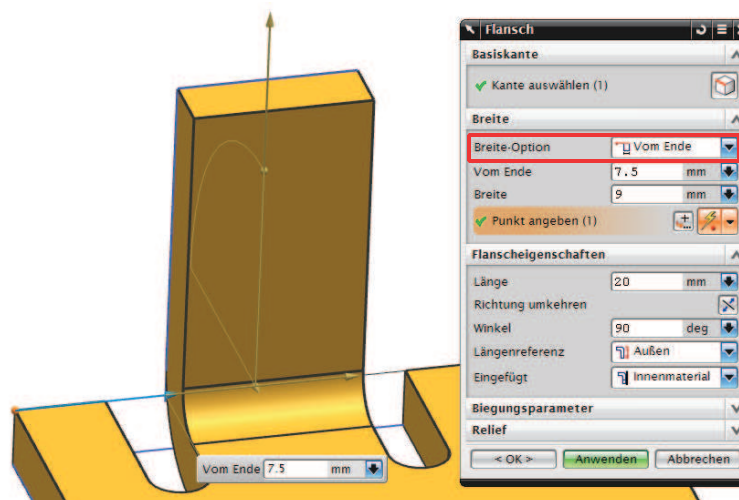 Flansch
Basiskante
Kante auswählen (1)
Breite
Breite-Option Vom Ende
Vom Ende 7.5 mm
Breite 9 mm
Punkt angeben (1)
Flanscheigenschaften
Länge 20 mm
Richtung umkehren
Winkel 90 deg
Längenreferenz Außen
Eingefügt Innenmaterial
Biegungsparameter
Relief
< OK > Anwenden Abbrechen
Vom Ende 7.5 mm